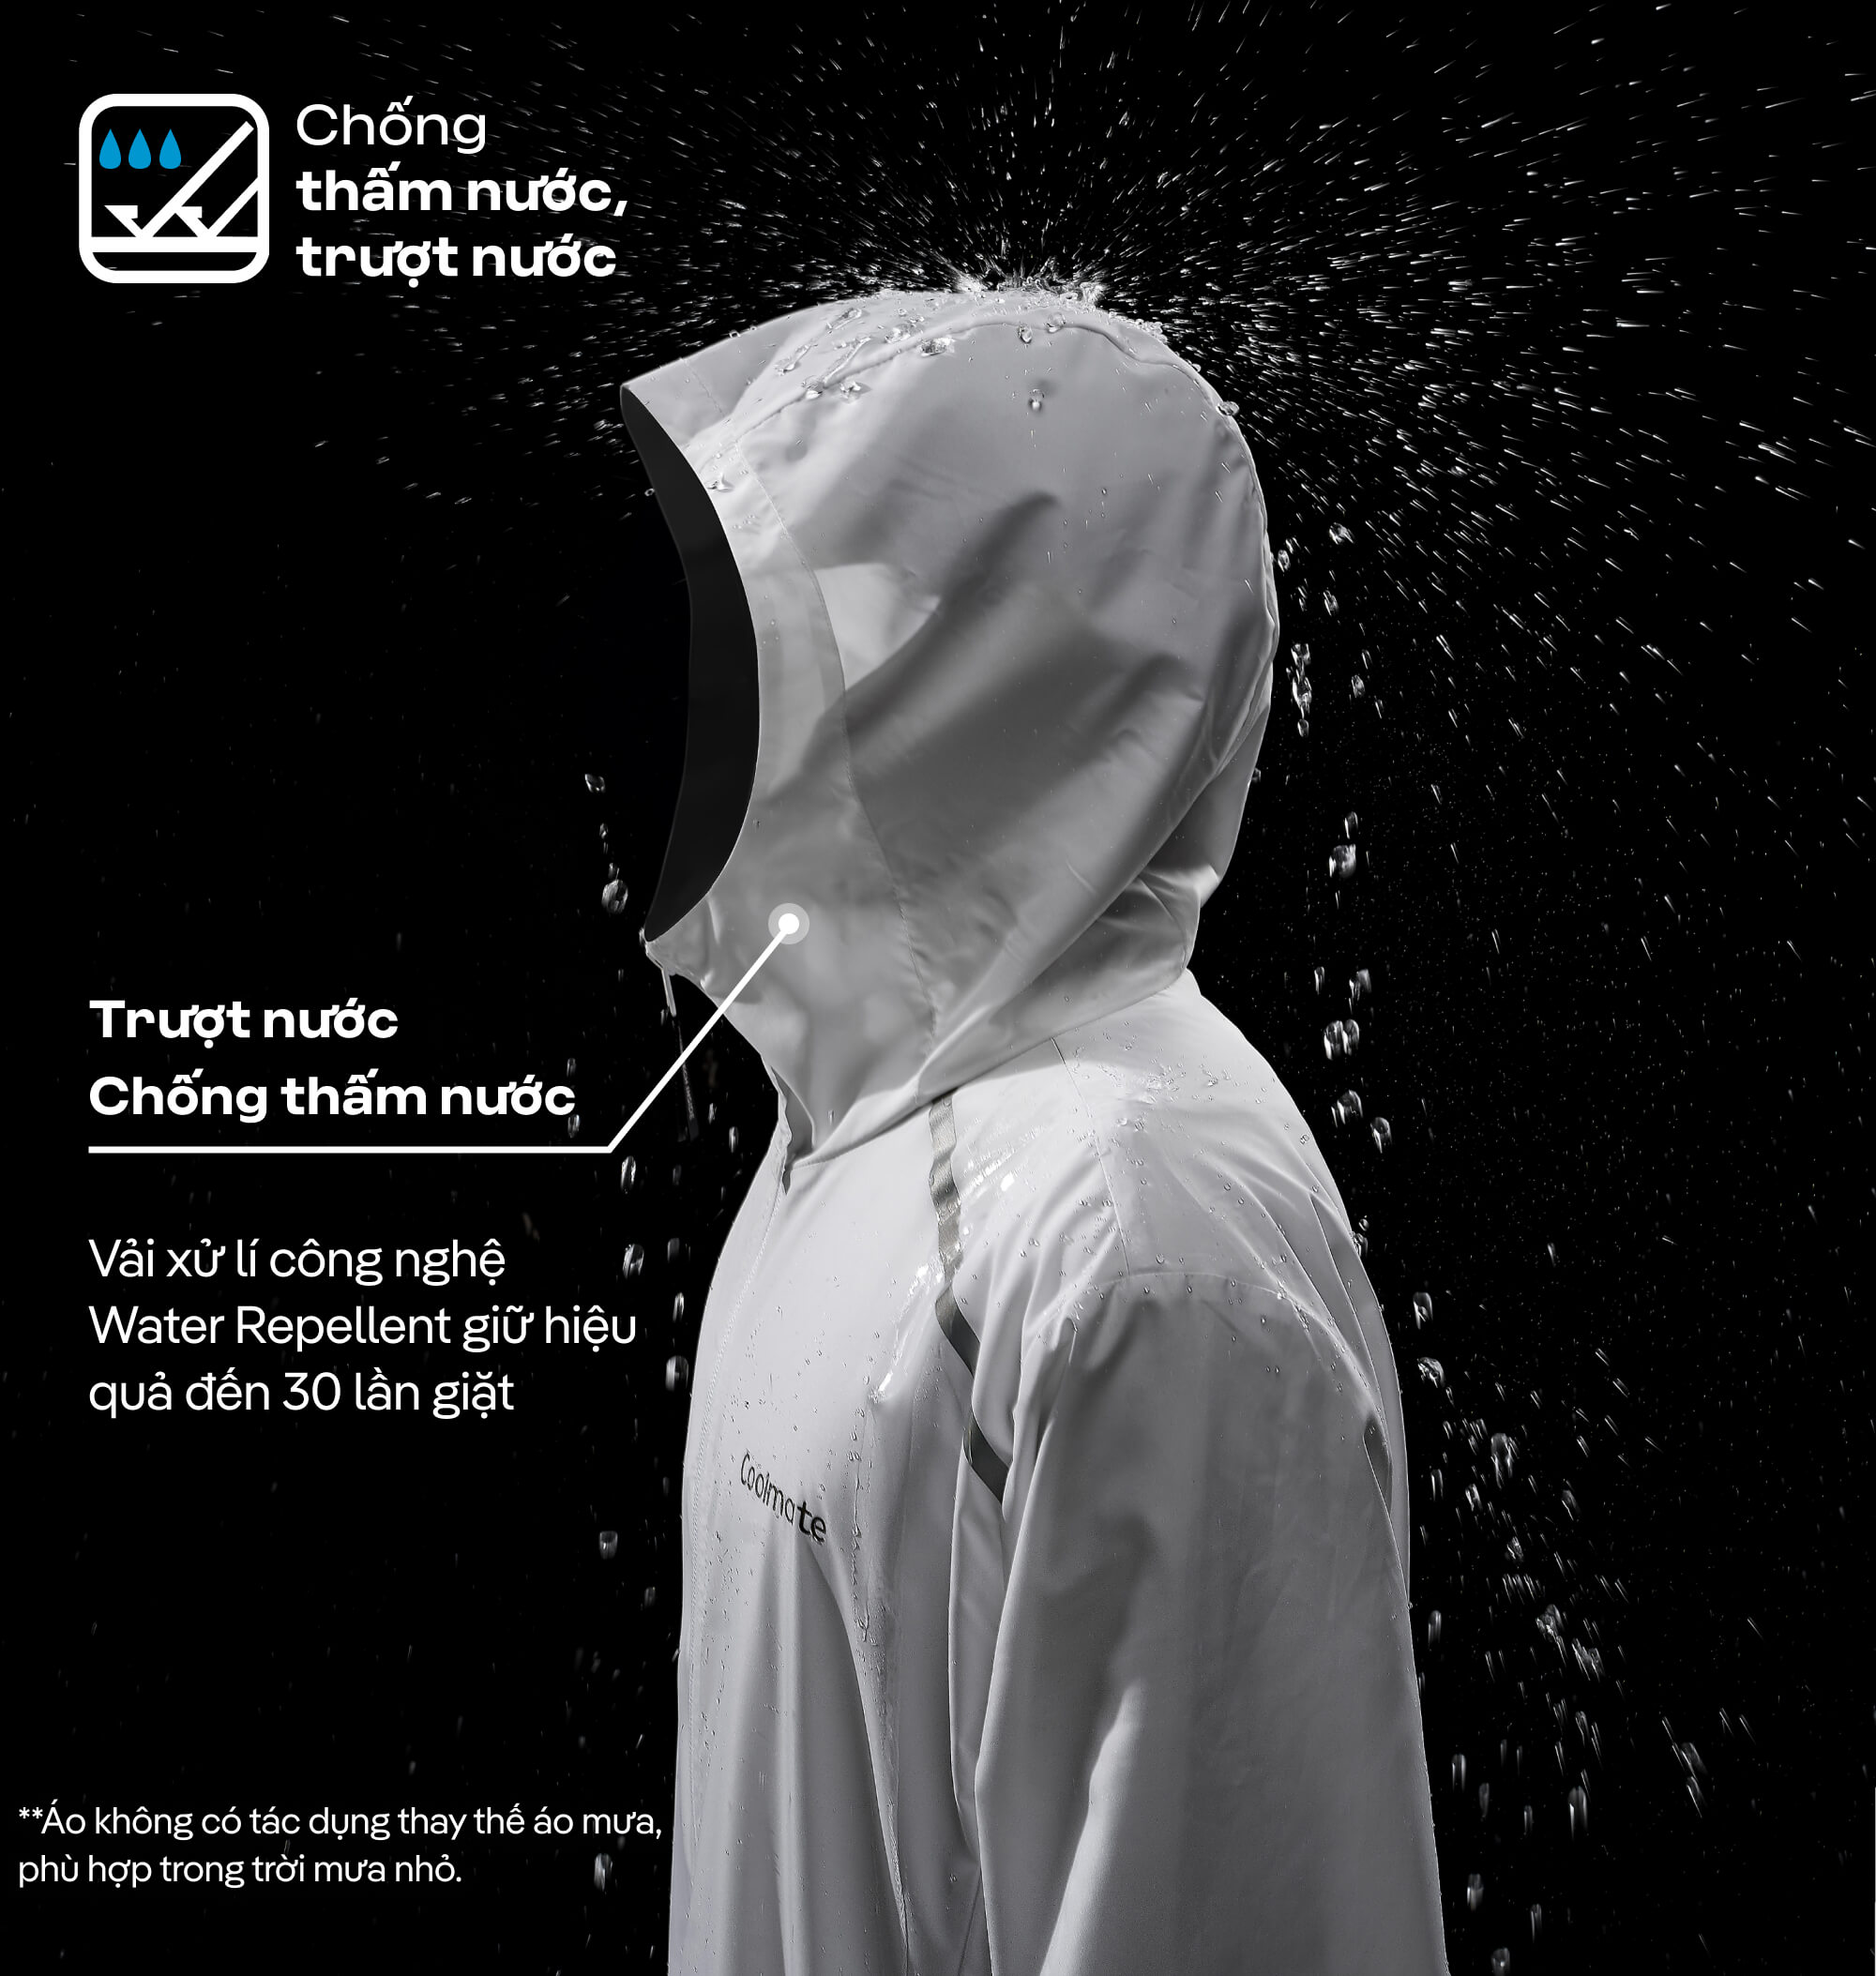 Chống
thấm nước,
trượt nước
Trượt nước
Chống thấm nước
Vải xử lí công nghệ
Water Repellent giữ hiệu
quả đến 30 lần giặt
Coolmate
**Áo không có tác dụng thay thế áo mưa,
phù hợp trong trời mưa nhỏ.